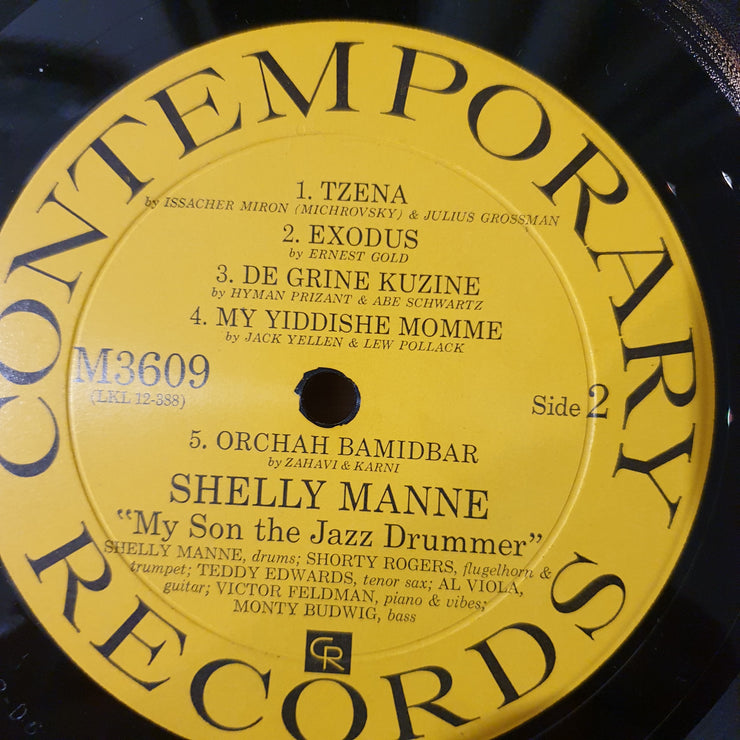 CONTEMPORARY
1. TZENA
by ISSACHER MIRON (MICHROVSKY) & JULIUS GROSSMAN
2. EXODUS
by ERNEST GOLD
3. DE GRINE KUZINE
by HYMAN PRIZANT & ABE SCHWARTZ
4. MY YIDDISHE MOMME
by JACK YELLEN & LEW POLLACK
M3609
(LKL 12-388)
Side 2
5. ORCHAH BAMIDBAR
by ZAHAVI & KARNI
SHELLY MANNE
“My Son the Jazz Drummer”
SHELLY MANNE, drums; SHORTY ROGERS, flugelhorn &
trumpet; TEDDY EDWARDS, tenor sax; AL VIOLA,
guitar; VICTOR FELDMAN, piano & vibes;
MONTY BUDWIG, bass
CR
RECORDS